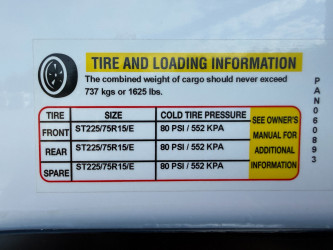 TIRE AND LOADING INFORMATION
The combined weight of cargo should never exceed
737 kgs or 1625 lbs.
TIRE SIZE COLD TIRE PRESSURE SEE OWNER'S MANUAL FOR ADDITIONAL INFORMATION
FRONT ST225/75R15/E 80 PSI / 552 KPA
REAR ST225/75R15/E 80 PSI / 552 KPA
SPARE ST225/75R15/E 80 PSI / 552 KPA
PAN060893